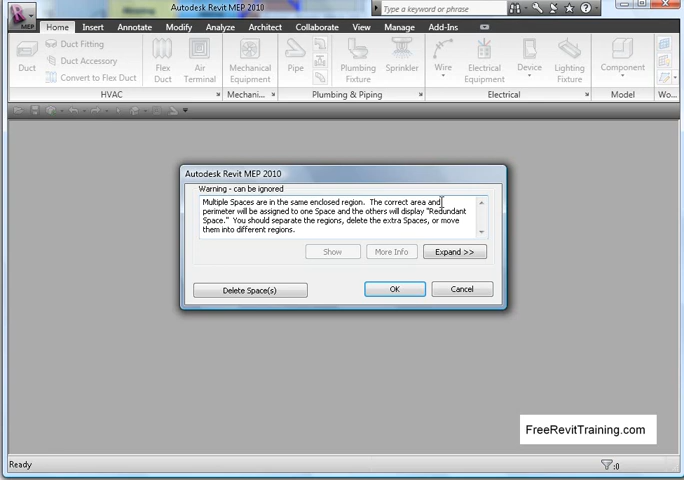 Autodesk Revit MEP 2010
Type a keyword or phrase
MEP
Home Insert Annotate Modify Analyze Architect Collaborate View Manage Add-Ins
Duct
Duct Fitting
Duct Accessory
Convert to Flex Duct
Flex Duct
Air Terminal
Mechanical Equipment
Pipe
Plumbing Fixture
Sprinkler
Wire
Electrical Equipment
Device
Lighting Fixture
Component
HVAC Mechani... Plumbing & Piping Electrical Model Wo...
Autodesk Revit MEP 2010
Warning - can be ignored
Multiple Spaces are in the same enclosed region. The correct area and
perimeter will be assigned to one Space and the others will display "Redundant
Space." You should separate the regions, delete the extra Spaces, or move
them into different regions.
Show More Info Expand >>
Delete Space(s) OK Cancel
FreeRevitTraining.com
Ready :0